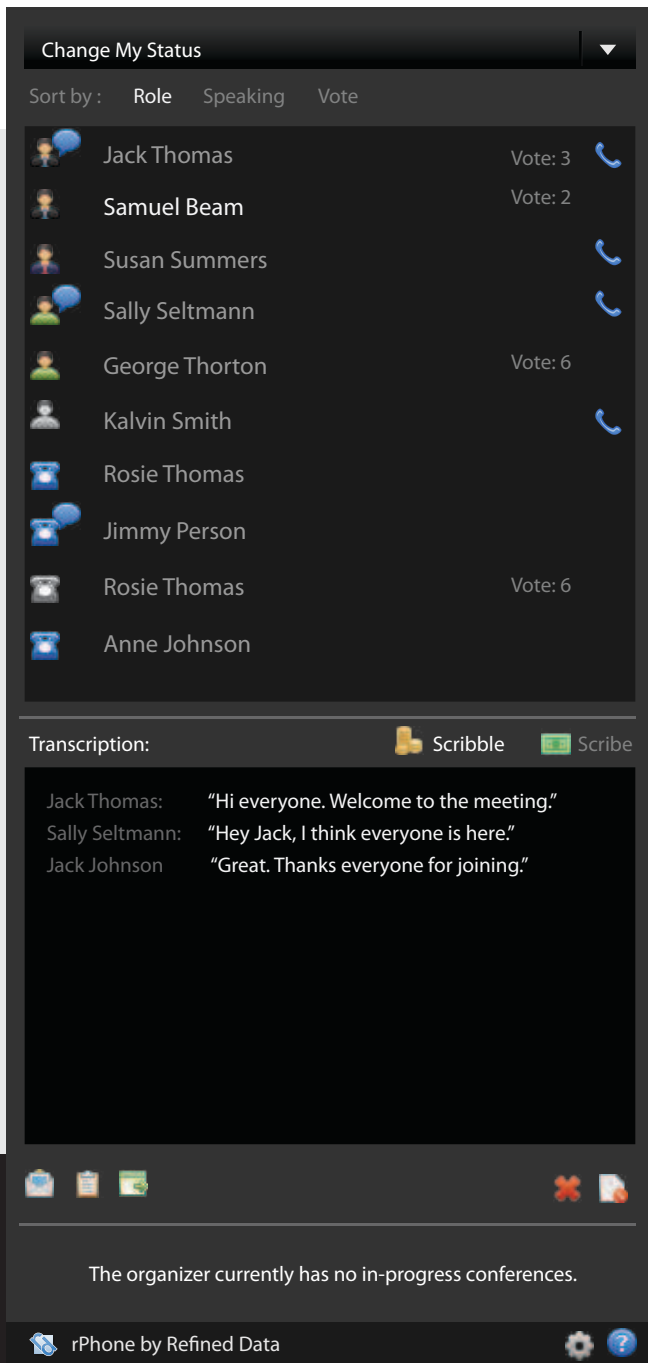 Change My Status
Sort by : Role Speaking Vote
Jack Thomas Vote: 3
Samuel Beam Vote: 2
Susan Summers
Sally Seltmann
George Thorton Vote: 6
Kalvin Smith
Rosie Thomas
Jimmy Person
Rosie Thomas Vote: 6
Anne Johnson
Transcription: Scribble Scribe
Jack Thomas: “Hi everyone. Welcome to the meeting.”
Sally Seltmann: “Hey Jack, I think everyone is here.”
Jack Johnson “Great. Thanks everyone for joining.”
The organizer currently has no in-progress conferences.
rPhone by Refined Data ?